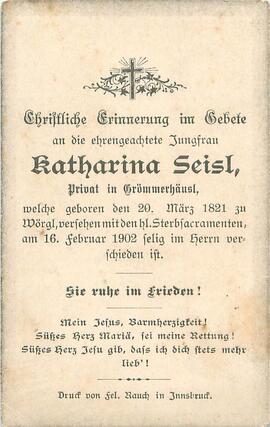 Christliche Erinnerung im Gebete
an die ehrengeachtete Jungfrau
Katharina Seisl,
Privat in Grömmerhäusl,
welche geboren den 20. März 1821 zu
Wörgl, versehen mit den hl. Sterbsacramenten,
am 16. Februar 1902 selig im Herrn ver-
schieden ist.
Sie ruhe im Frieden!
Mein Jesus, Barmherzigkeit!
Süßes Herz Mariä, sei meine Rettung!
Süßes Herz Jesu gib, dass ich dich stets mehr
lieb'!
Druck von Fel. Rauch in Innsbruck.